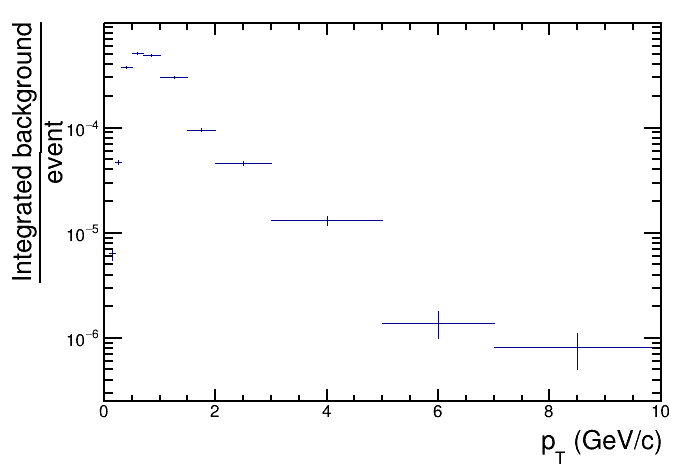 Integrated background
event
10⁻⁴
10⁻⁵
10⁻⁶
0 2 4 6 8 10
p_T (GeV/c)